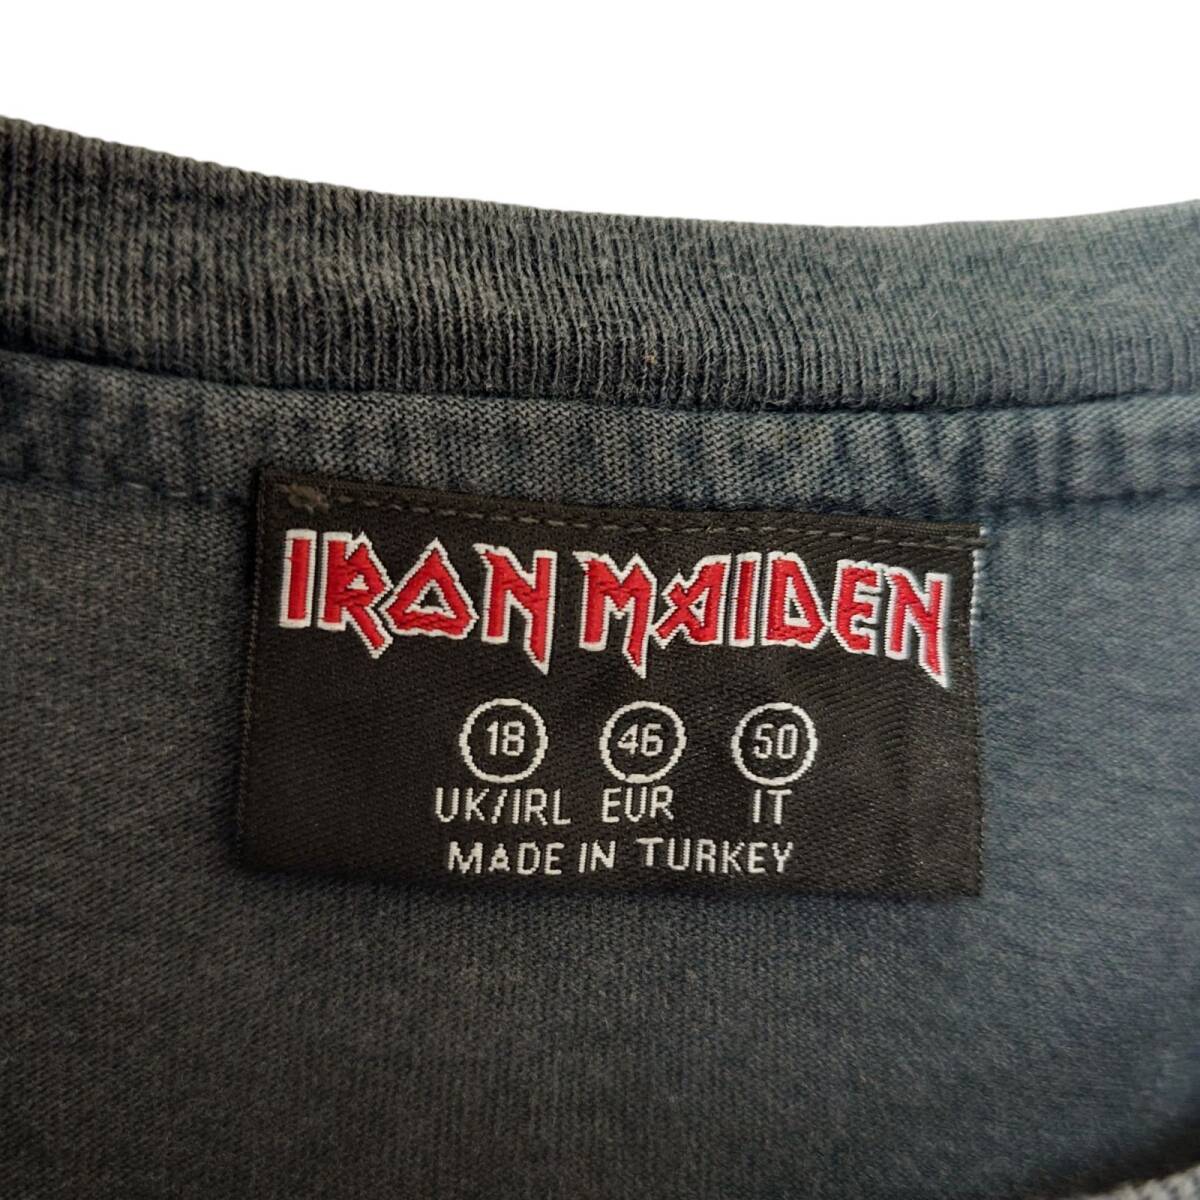 IRON MAIDEN
18 46 50
UK/IRL EUR IT
MADE IN TURKEY